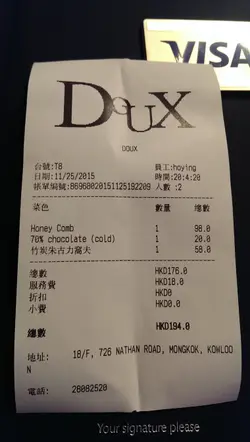 VISA
DoUX
DOUX
台號:T8
員工:hoying
日期:11/25/2015
時間:20:4:20
帳單編號:86968020151125192209
人數 :2
菜色 數量 總數
Honey Comb 1 98.0
70% chocolate (cold) 1 20.0
竹炭朱古力窩夫 1 58.0
總數 HKD176.0
服務費 HKD18.0
折扣 HKD0
小費 HKD0.0
總數 HKD194.0
地址: 18/F, 726 NATHAN ROAD, MONGKOK, KOWLOO
N
電話: 28082520
Your signature please